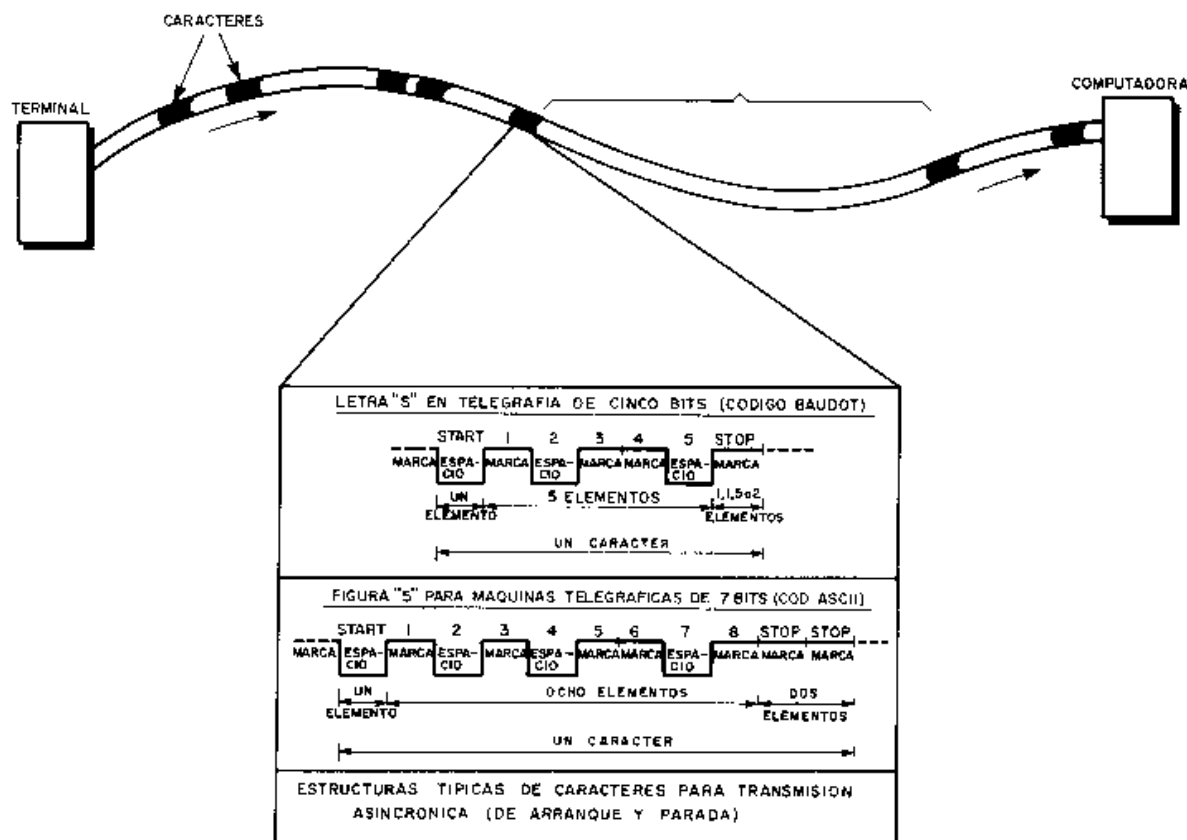 CARACTERES
TERMINAL
COMPUTADORA
LETRA "S" EN TELEGRAFIA DE CINCO BITS (CODIGO BAUDOT)
START 1 2 3 4 5 STOP
MARCA ESPA-CIO MARCA ESPA-CIO MARCA MARCA ESPA-CIO MARCA
UN ELEMENTO
5 ELEMENTOS
1,1,5 o 2 ELEMENTOS
UN CARACTER
FIGURA "5" PARA MAQUINAS TELEGRAFICAS DE 7 BITS (COD ASCII)
START 1 2 3 4 5 6 7 8 STOP STOP
MARCA ESPA-CIO MARCA ESPA-CIO MARCA ESPA-CIO MARCA MARCA ESPA-CIO MARCA MARCA MARCA
UN ELEMENTO
OCHO ELEMENTOS
DOS ELEMENTOS
UN CARACTER
ESTRUCTURAS TIPICAS DE CARACTERES PARA TRANSMISION
ASINCRONICA (DE ARRANQUE Y PARADA)